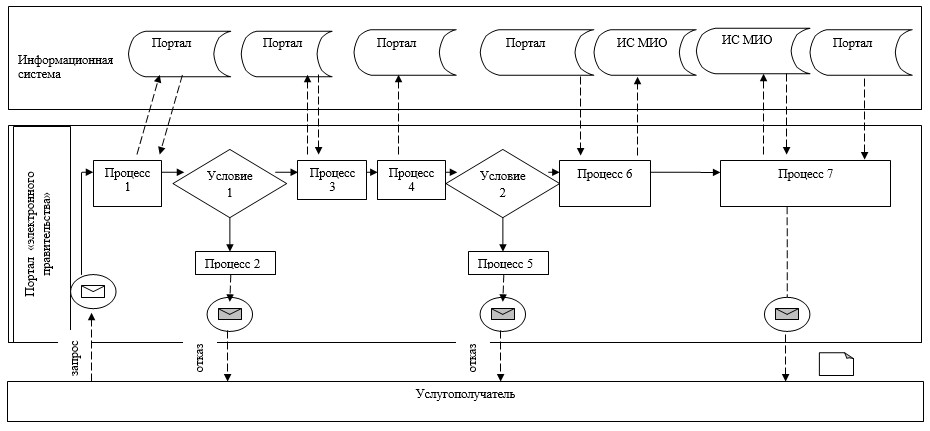 Портал
Портал
Портал
Портал
ИС МИО
ИС МИО
Портал
Информационная
система
Портал «электронного
правительства»
Процесс
1
Условие
1
Процесс
3
Процесс
4
Условие
2
Процесс 6
Процесс 7
Процесс 2
Процесс 5
запрос
отказ
отказ
Услугополучатель